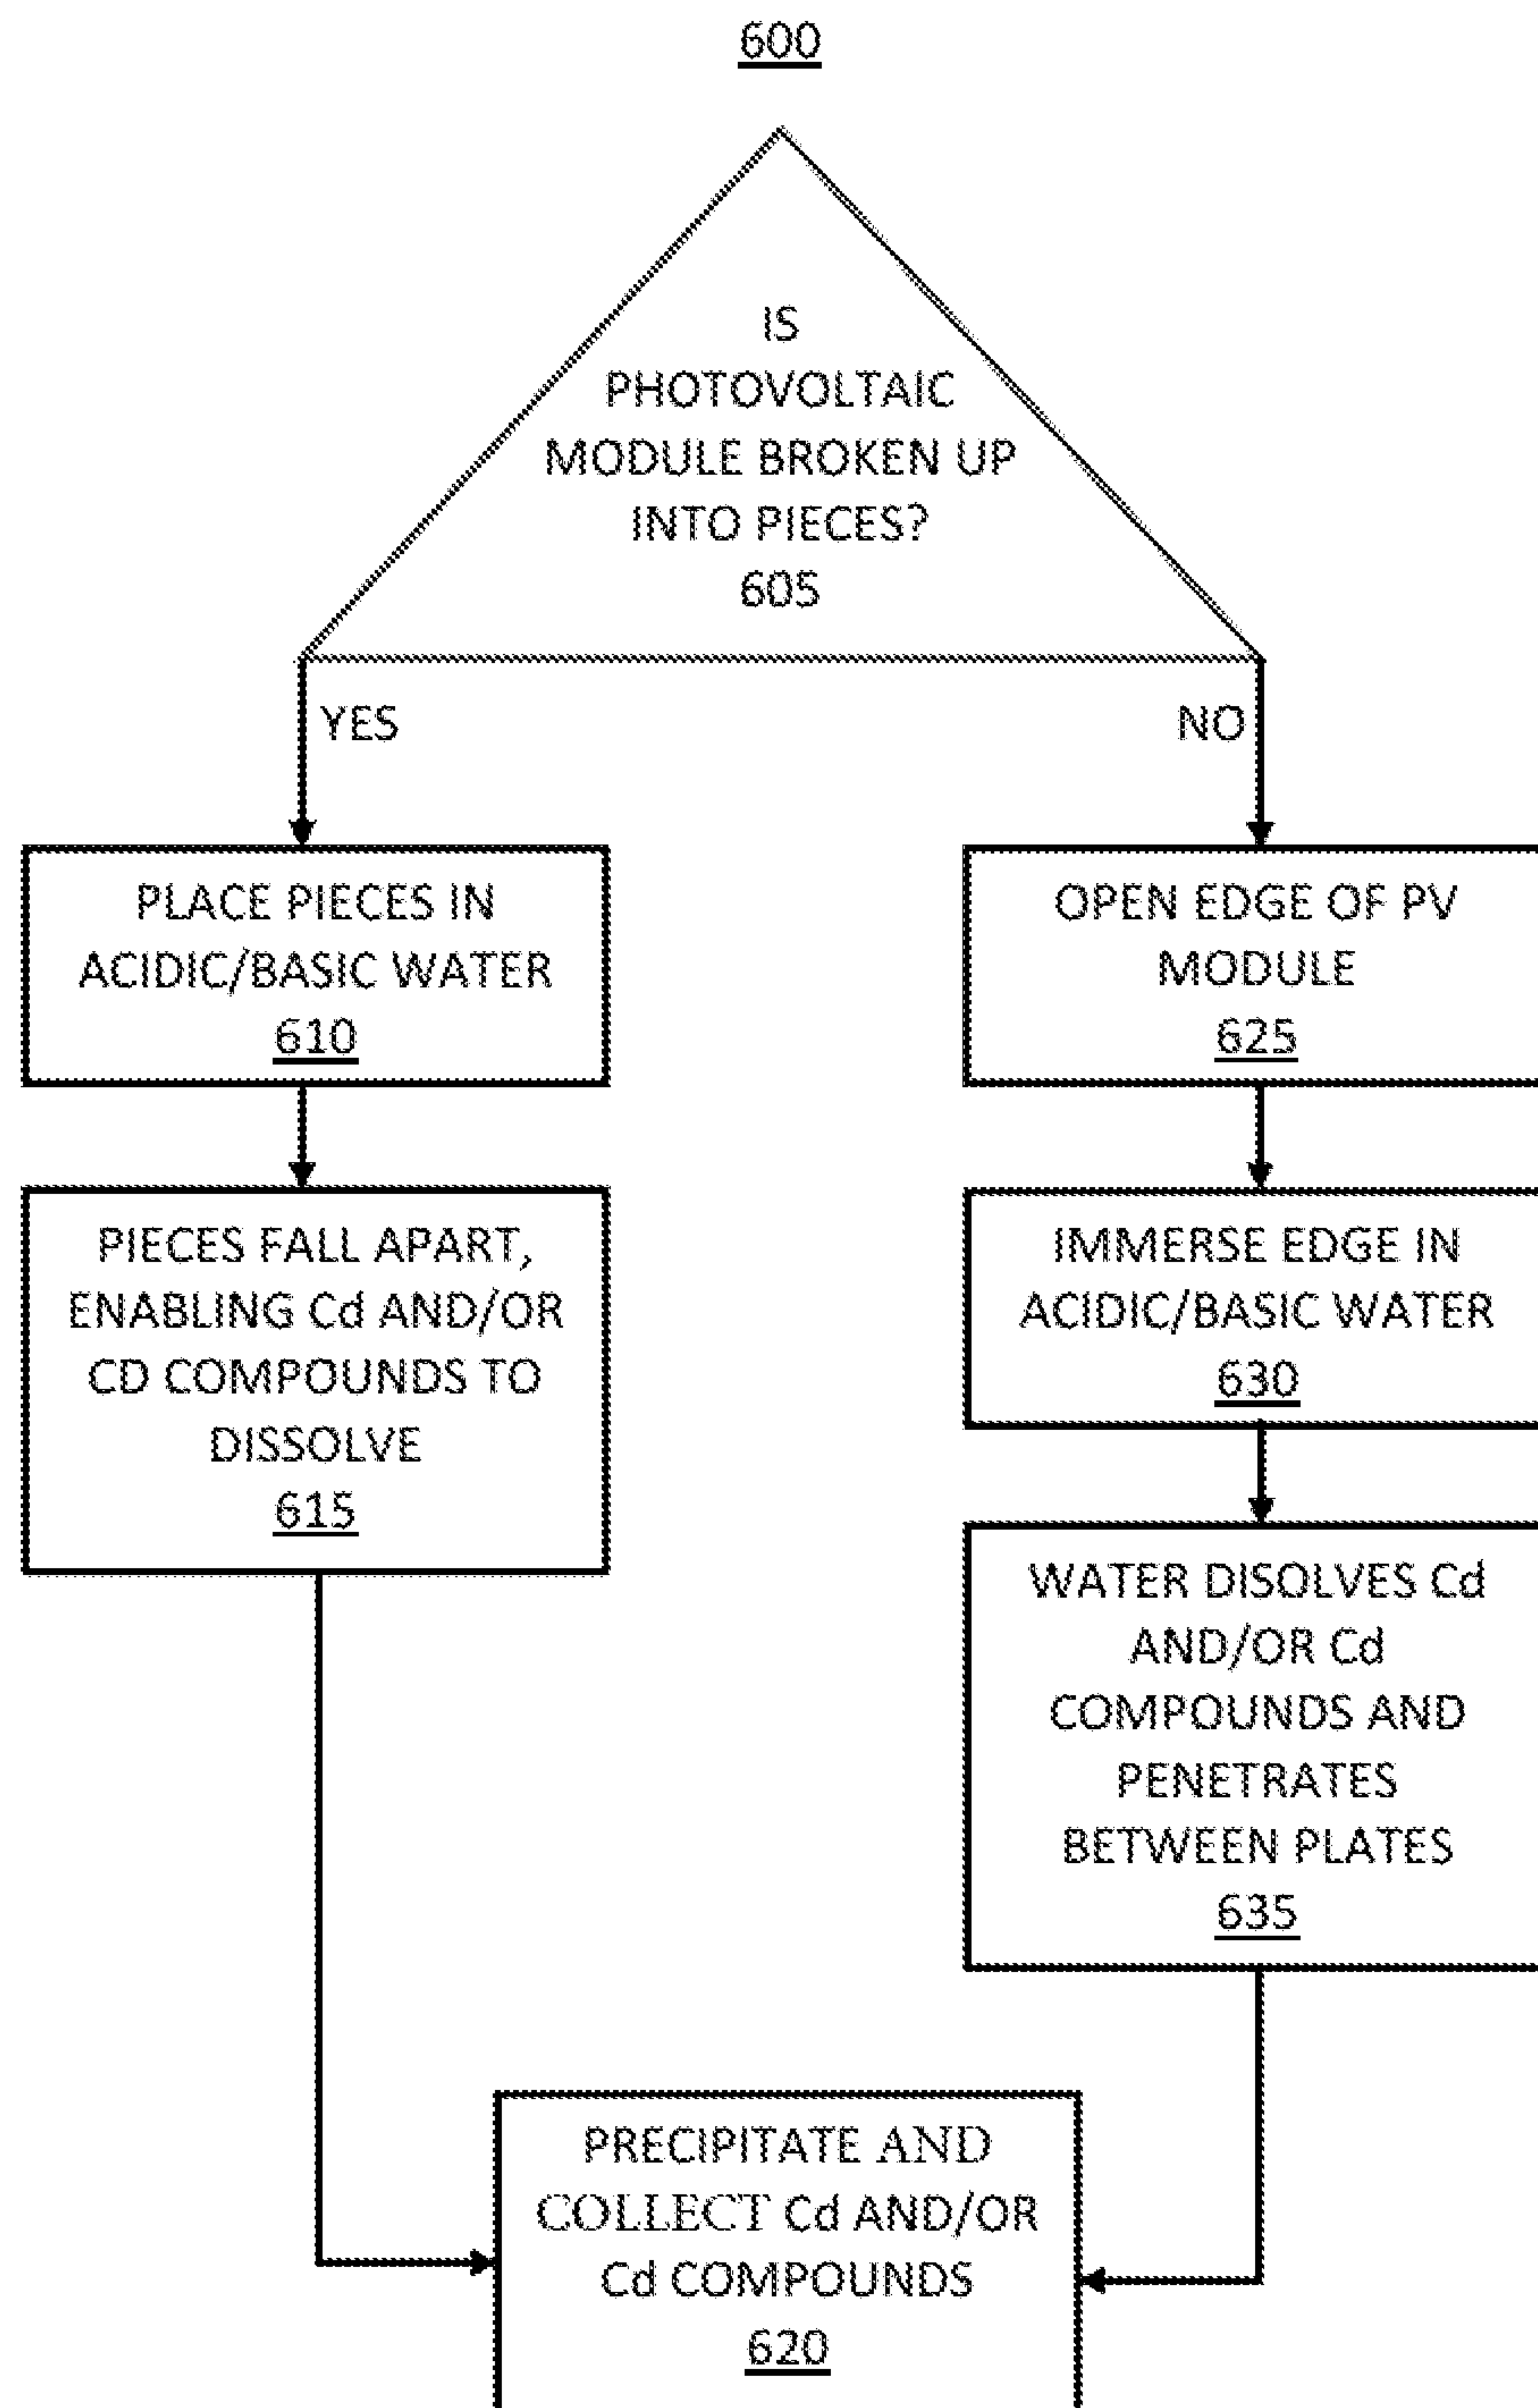 600
IS
PHOTOVOLTAIC
MODULE BROKEN UP
INTO PIECES?
605
YES
NO
PLACE PIECES IN
ACIDIC/BASIC WATER
610
OPEN EDGE OF PV
MODULE
625
PIECES FALL APART,
ENABLING Cd AND/OR
CD COMPOUNDS TO
DISSOLVE
615
IMMERSE EDGE IN
ACIDIC/BASIC WATER
630
WATER DISOLVES Cd
AND/OR Cd
COMPOUNDS AND
PENETRATES
BETWEEN PLATES
635
PRECIPITATE AND
COLLECT Cd AND/OR
Cd COMPOUNDS
620